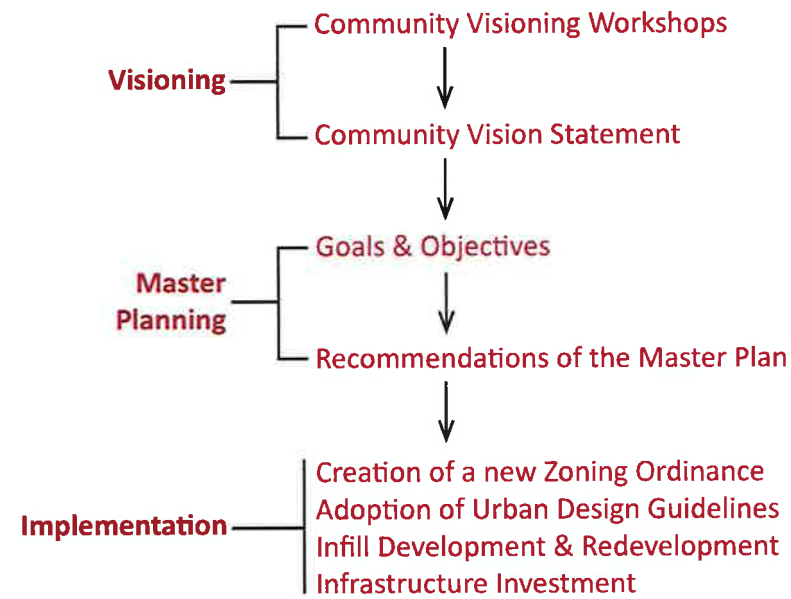 Community Visioning Workshops
Visioning
Community Vision Statement
Goals & Objectives
Master
Planning
Recommendations of the Master Plan
Creation of a new Zoning Ordinance
Adoption of Urban Design Guidelines
Implementation
Infill Development & Redevelopment
Infrastructure Investment